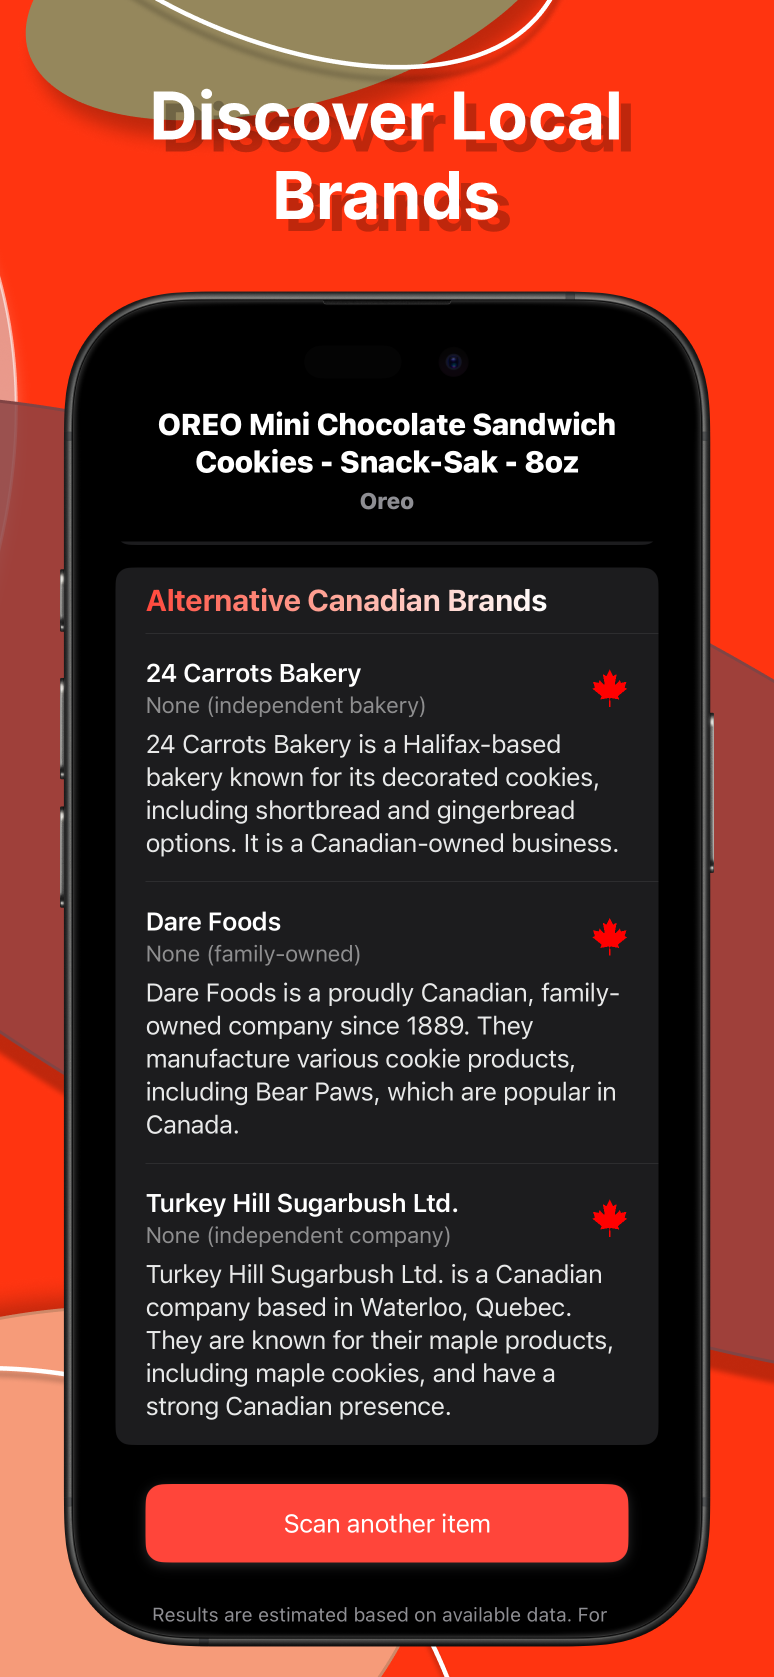 Discover Local
Brands
OREO Mini Chocolate Sandwich
Cookies - Snack-Sak - 8oz
Oreo
Alternative Canadian Brands
24 Carrots Bakery
None (independent bakery)
24 Carrots Bakery is a Halifax-based
bakery known for its decorated cookies,
including shortbread and gingerbread
options. It is a Canadian-owned business.
Dare Foods
None (family-owned)
Dare Foods is a proudly Canadian, family-
owned company since 1889. They
manufacture various cookie products,
including Bear Paws, which are popular in
Canada.
Turkey Hill Sugarbush Ltd.
None (independent company)
Turkey Hill Sugarbush Ltd. is a Canadian
company based in Waterloo, Quebec.
They are known for their maple products,
including maple cookies, and have a
strong Canadian presence.
Scan another item
Results are estimated based on available data. For